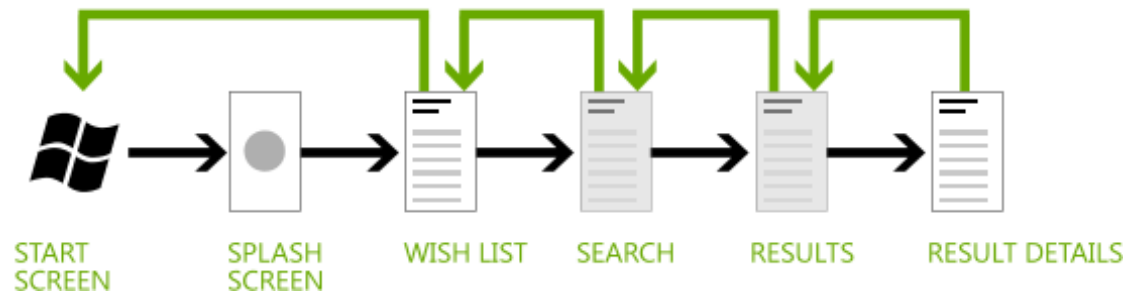 START
SCREEN
SPLASH
SCREEN
WISH LIST
SEARCH
RESULTS
RESULT DETAILS